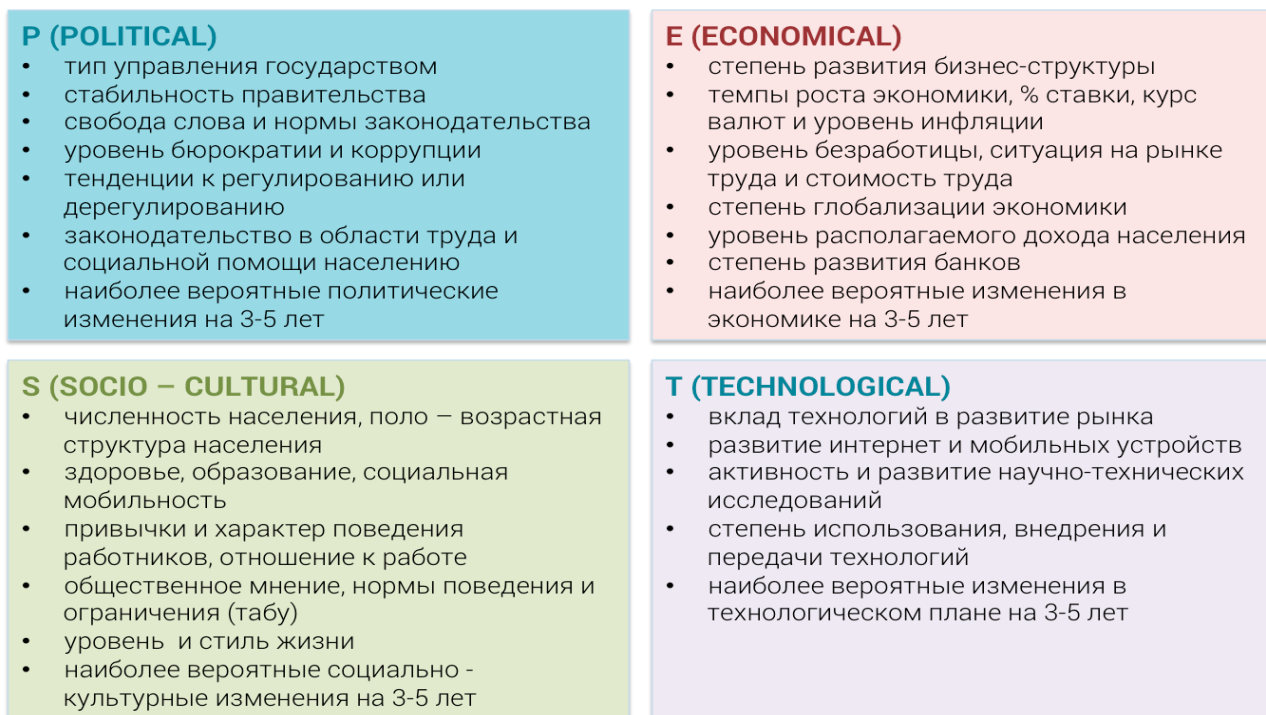 P (POLITICAL)
• тип управления государством
• стабильность правительства
• свобода слова и нормы законодательства
• уровень бюрократии и коррупции
• тенденции к регулированию или
дерегулированию
• законодательство в области труда и
социальной помощи населению
• наиболее вероятные политические
изменения на 3-5 лет
E (ECONOMICAL)
• степень развития бизнес-структуры
• темпы роста экономики, % ставки, курс
валют и уровень инфляции
• уровень безработицы, ситуация на рынке
труда и стоимость труда
• степень глобализации экономики
• уровень располагаемого дохода населения
• степень развития банков
• наиболее вероятные изменения в
экономике на 3-5 лет
S (SOCIO – CULTURAL)
• численность населения, поло – возрастная
структура населения
• здоровье, образование, социальная
мобильность
• привычки и характер поведения
работников, отношение к работе
• общественное мнение, нормы поведения и
ограничения (табу)
• уровень и стиль жизни
• наиболее вероятные социально -
культурные изменения на 3-5 лет
T (TECHNOLOGICAL)
• вклад технологий в развитие рынка
• развитие интернет и мобильных устройств
• активность и развитие научно-технических
исследований
• степень использования, внедрения и
передачи технологий
• наиболее вероятные изменения в
технологическом плане на 3-5 лет